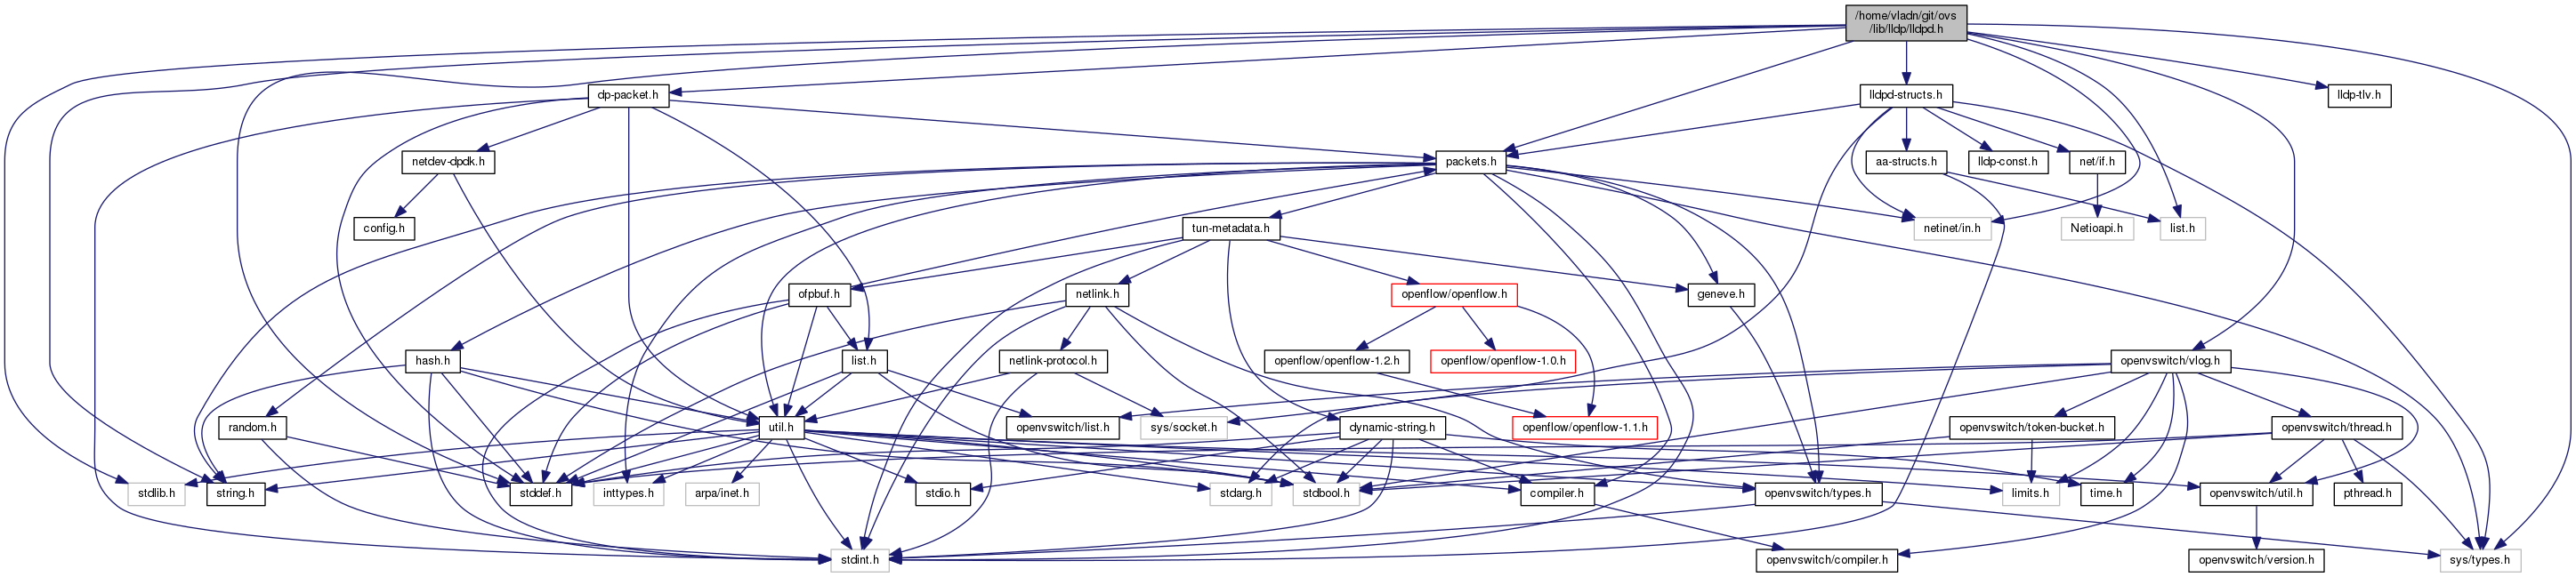 /home/vladn/git/ovs
/lib/lldp/lldpd.h
dp-packet.h
lldpd-structs.h
lldp-tlv.h
netdev-dpdk.h
packets.h
aa-structs.h
lldp-const.h
net/if.h
config.h
tun-metadata.h
netinet/in.h
Netioapi.h
list.h
ofpbuf.h
netlink.h
openflow/openflow.h
geneve.h
hash.h
list.h
netlink-protocol.h
openflow/openflow-1.2.h
openflow/openflow-1.0.h
openvswitch/vlog.h
random.h
util.h
openvswitch/list.h
sys/socket.h
dynamic-string.h
openflow/openflow-1.1.h
openvswitch/token-bucket.h
openvswitch/thread.h
stdlib.h
string.h
stddef.h
inttypes.h
arpa/inet.h
stdio.h
stdarg.h
stdbool.h
compiler.h
openvswitch/types.h
limits.h
time.h
openvswitch/util.h
pthread.h
stdint.h
openvswitch/compiler.h
openvswitch/version.h
sys/types.h